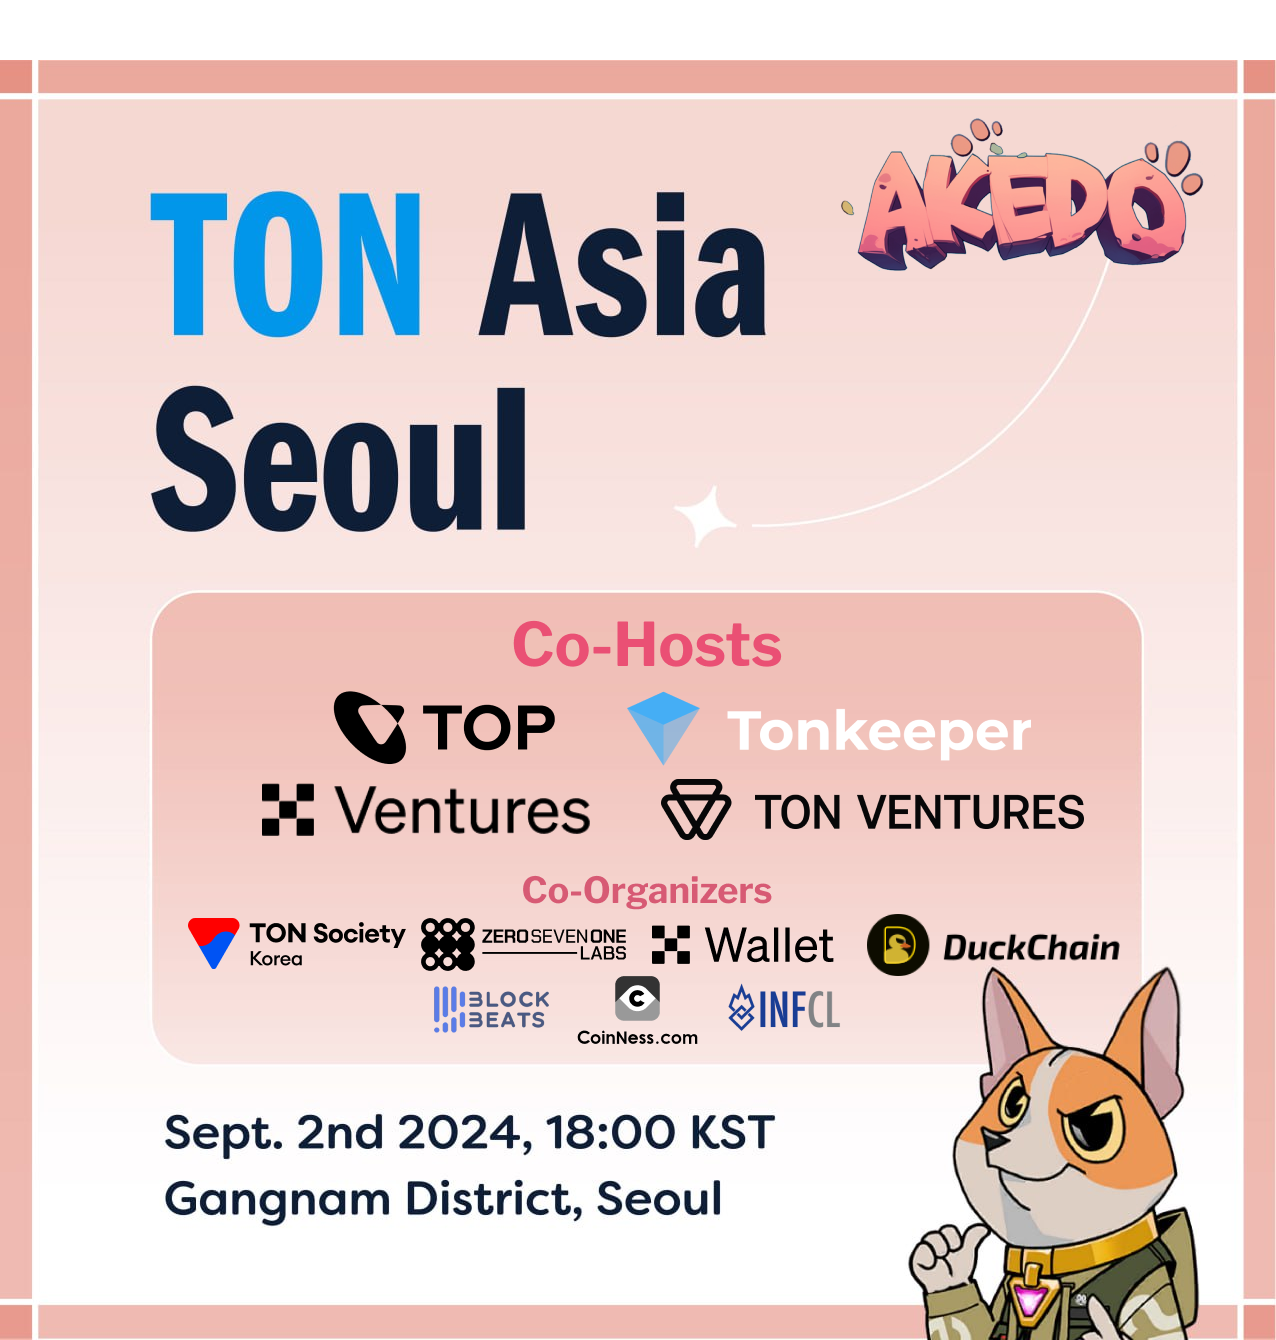 AKEDO
TON Asia
Seoul
Co-Hosts
TOP
Tonkeeper
Ventures
TON VENTURES
Co-Organizers
TON Society
Korea
ZEROSEVENONE
LABS
Wallet
DuckChain
BLOCK
BEATS
CoinNess.com
INFCL
Sept. 2nd 2024, 18:00 KST
Gangnam District, Seoul